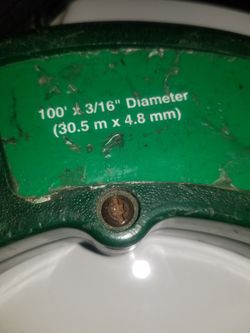 100' x 3/16" Diameter
(30.5 m x 4.8 mm)